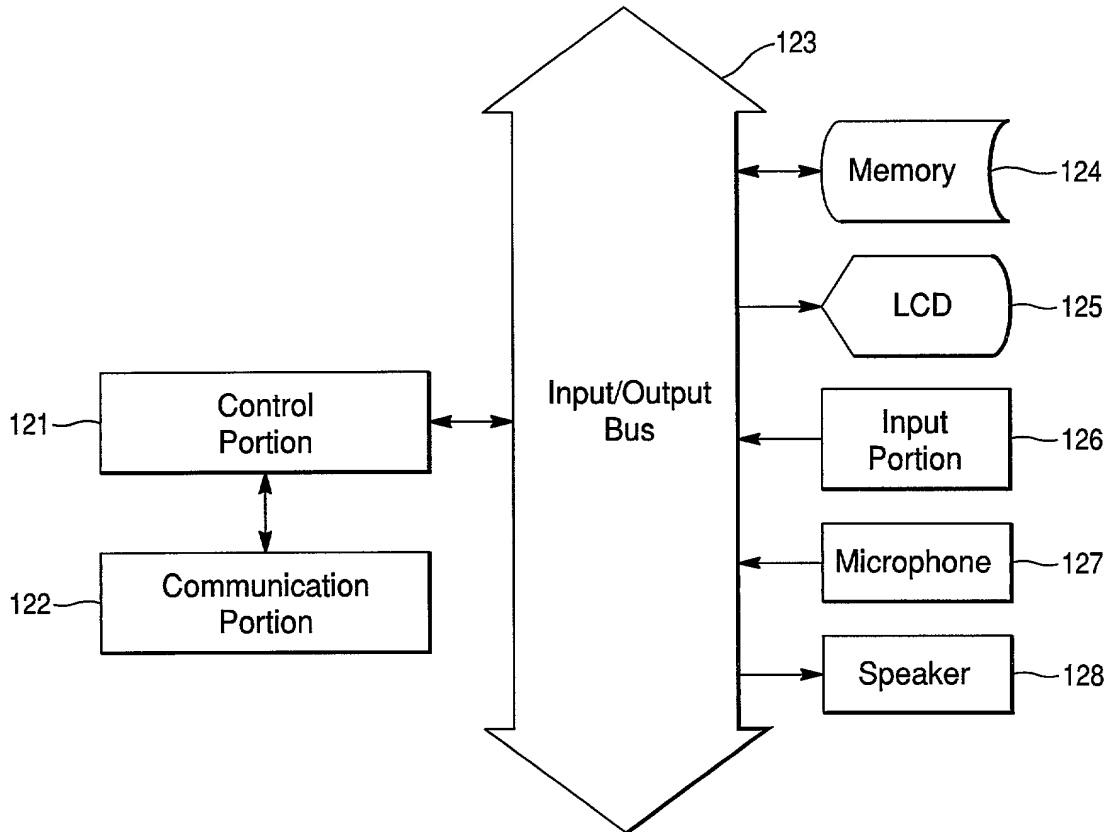 123
Memory
124
LCD
125
Input/Output
Bus
Control
Portion
121
Input
Portion
126
Communication
Portion
122
Microphone
127
Speaker
128